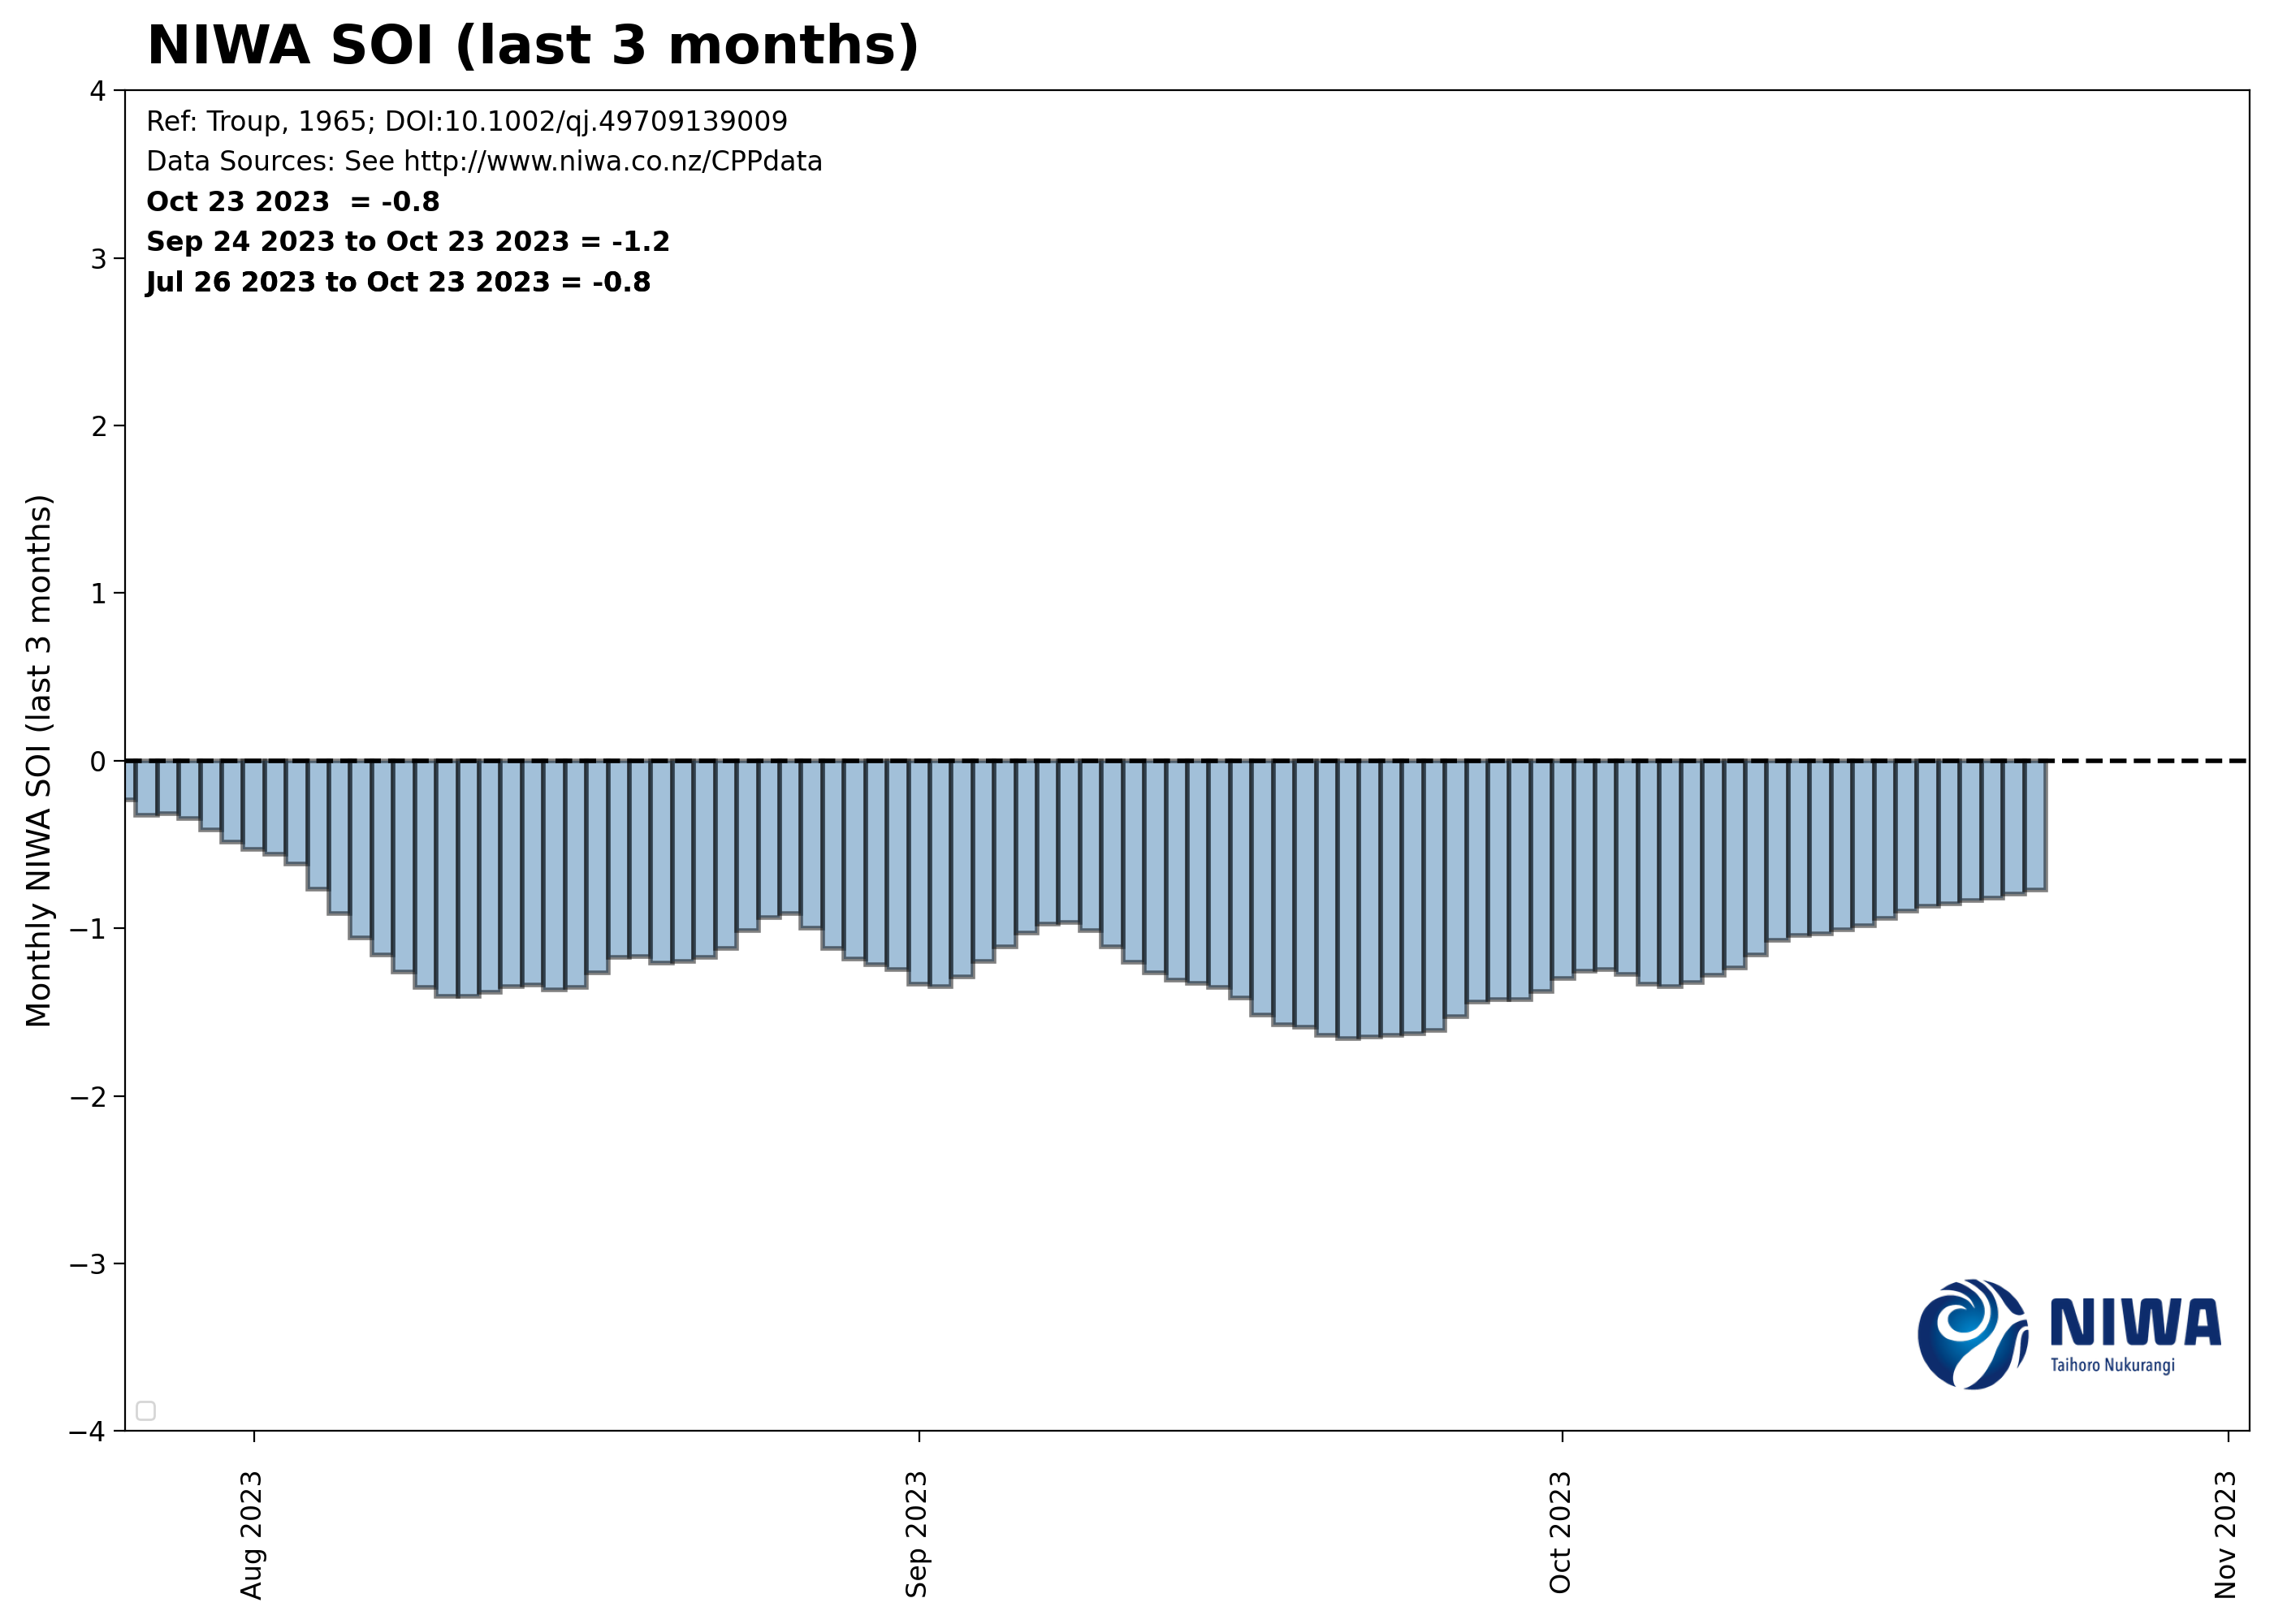 NIWA SOI (last 3 months)
Ref: Troup, 1965; DOI:10.1002/qj.49709139009
Data Sources: See http://www.niwa.co.nz/CPPdata
Oct 23 2023  = -0.8
Sep 24 2023 to Oct 23 2023 = -1.2
Jul 26 2023 to Oct 23 2023 = -0.8
Monthly NIWA SOI (last 3 months)
4
3
2
1
0
−1
−2
−3
−4
NIWA
Taihoro Nukurangi
Aug 2023
Sep 2023
Oct 2023
Nov 2023